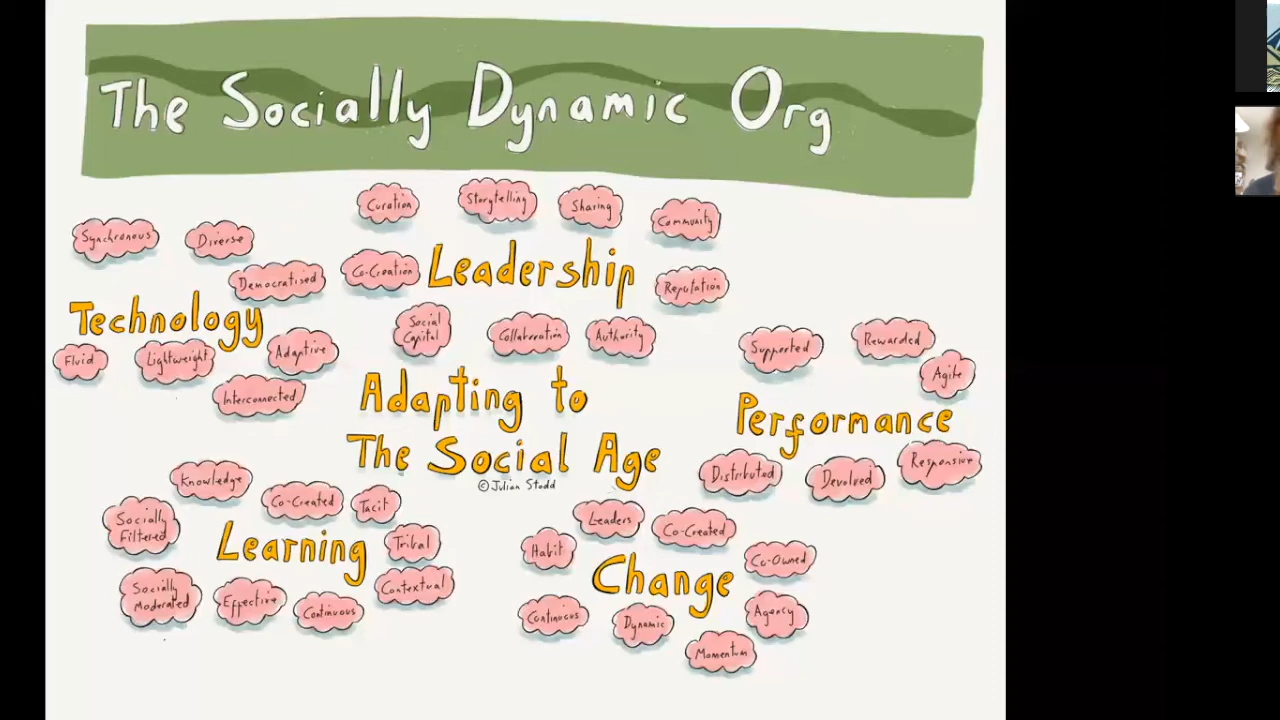 The Socially Dynamic Org
Curation
Storytelling
Sharing
Community
Synchronous
Diverse
Democratised
Co-Creation
Leadership
Reputation
Technology
Social
Capital
Collaboration
Authority
Fluid
Lightweight
Adaptive
Interconnected
Supported
Rewarded
Agile
Performance
Distributed
Devolved
Responsive
Adapting to
The Social Age
©Julian Stodd
Knowledge
Co-Created
Tacit
Socially
Filtered
Learning
Tribal
Socially
Moderated
Effective
Continuous
Contextual
Leaders
Co-Created
Habit
Change
Co-Owned
Continuous
Dynamic
Agency
Momentum